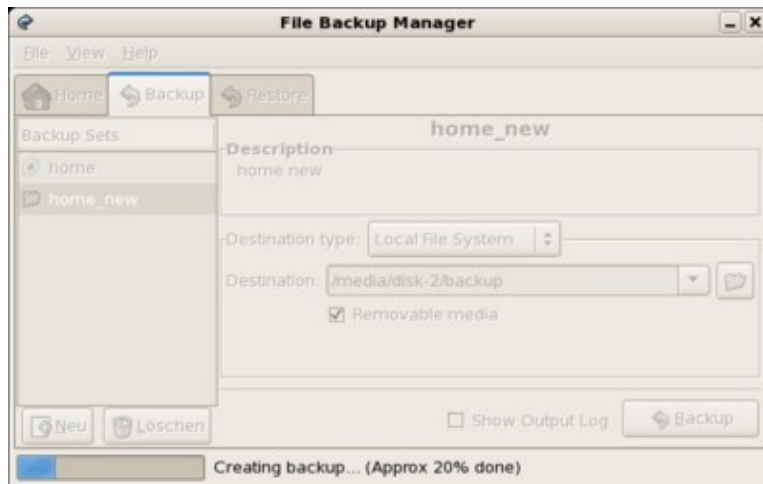 File Backup Manager
File View Help
Home Backup Restore
Backup Sets
home
home_new
home_new
Description
home new
Destination type: Local File System
Destination: /media/disk-2/backup
Removable media
Neu Löschen
Show Output Log Backup
Creating backup... (Approx 20% done)